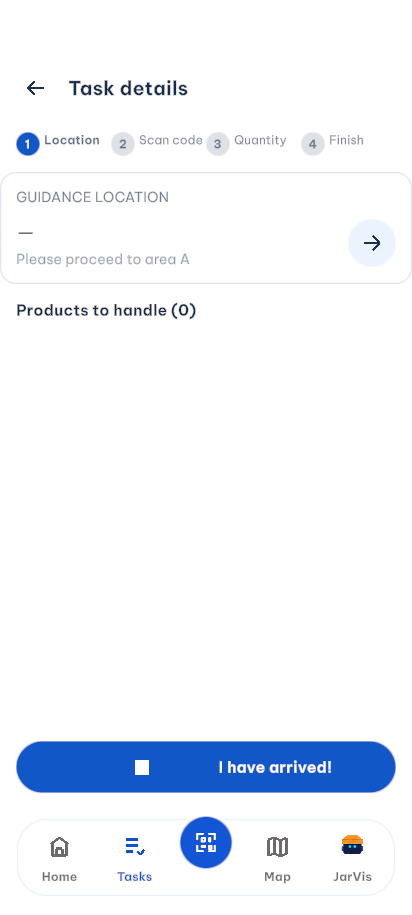 Task details
1 Location 2 Scan code 3 Quantity 4 Finish
GUIDANCE LOCATION
—
Please proceed to area A
Products to handle (0)
I have arrived!
Home Tasks Map JarVis